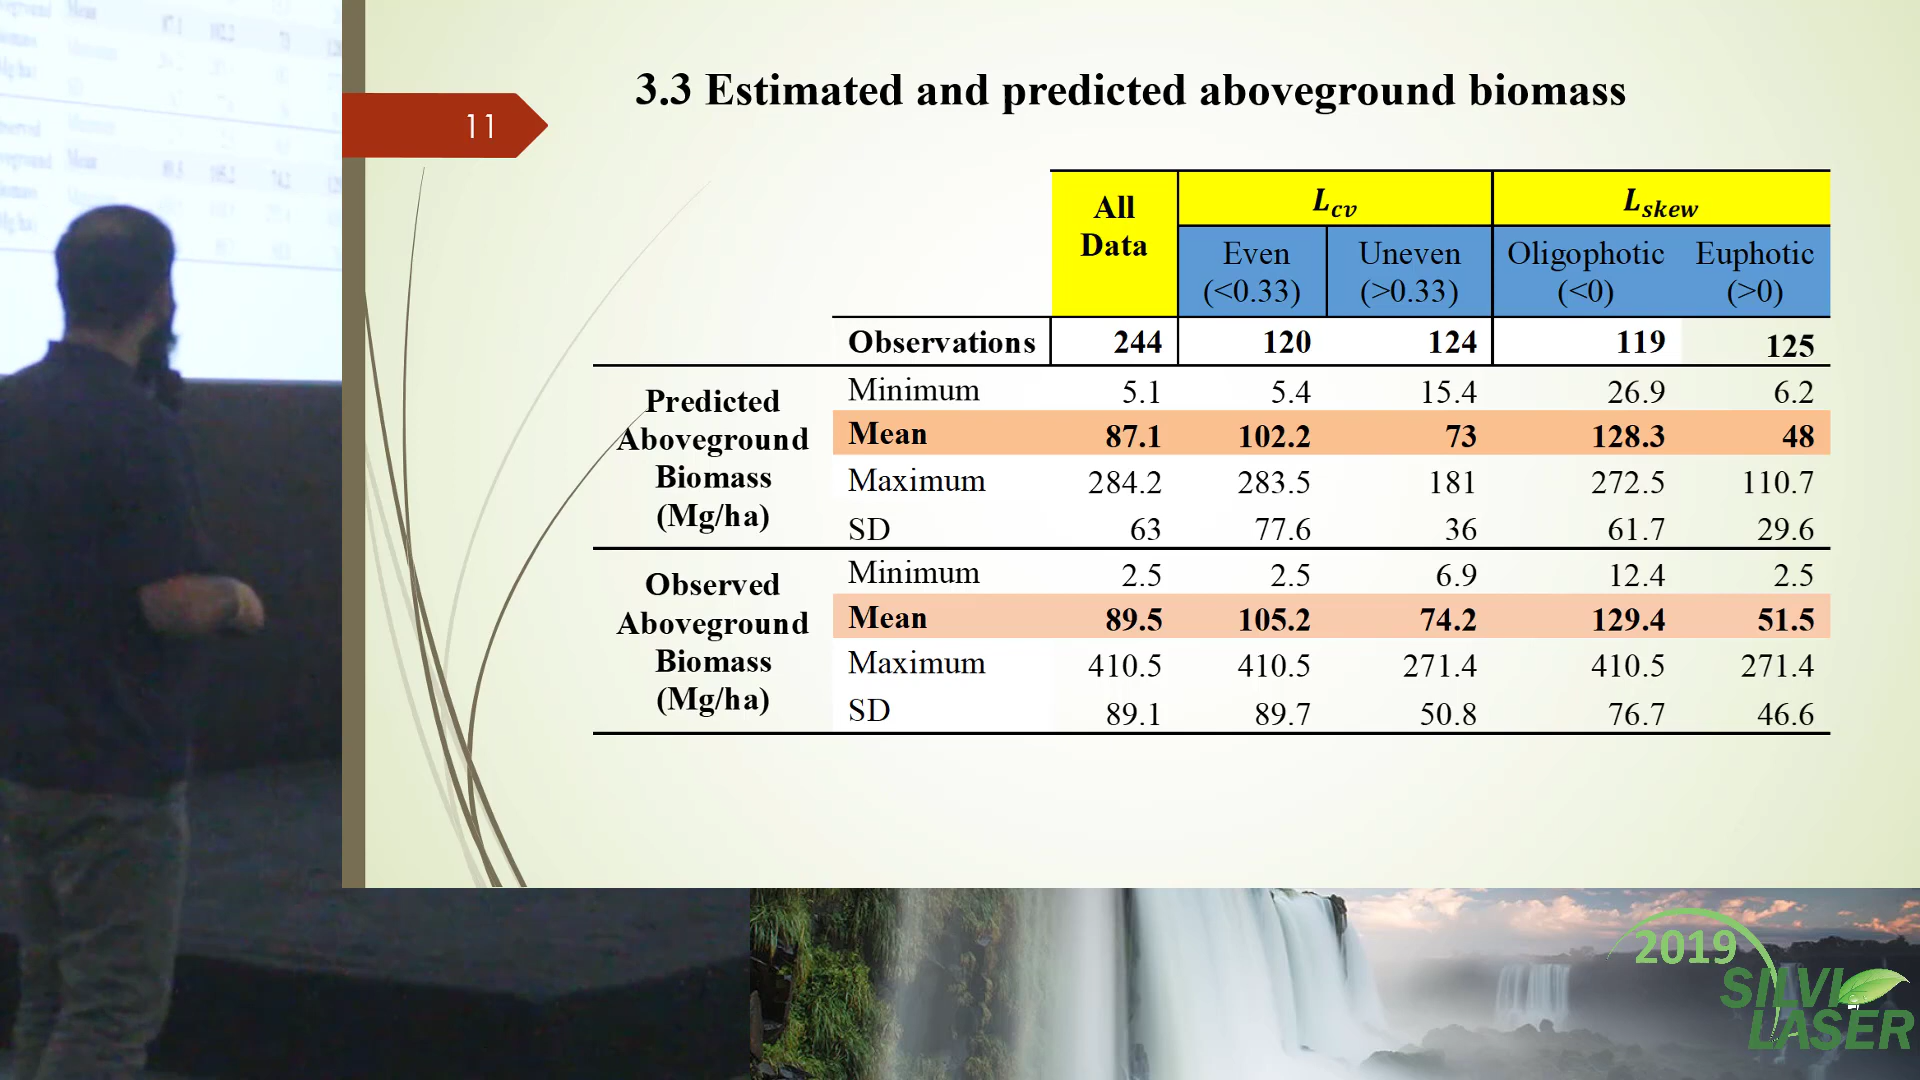 11
3.3 Estimated and predicted aboveground biomass
All Data L_cv L_skew
Even (<0.33) Uneven (>0.33) Oligophotic (<0) Euphotic (>0)
Observations 244 120 124 119 125
Predicted Aboveground Biomass (Mg/ha)
Minimum 5.1 5.4 15.4 26.9 6.2
Mean 87.1 102.2 73 128.3 48
Maximum 284.2 283.5 181 272.5 110.7
SD 63 77.6 36 61.7 29.6
Observed Aboveground Biomass (Mg/ha)
Minimum 2.5 2.5 6.9 12.4 2.5
Mean 89.5 105.2 74.2 129.4 51.5
Maximum 410.5 410.5 271.4 410.5 271.4
SD 89.1 89.7 50.8 76.7 46.6
2019
SILVI
LASER